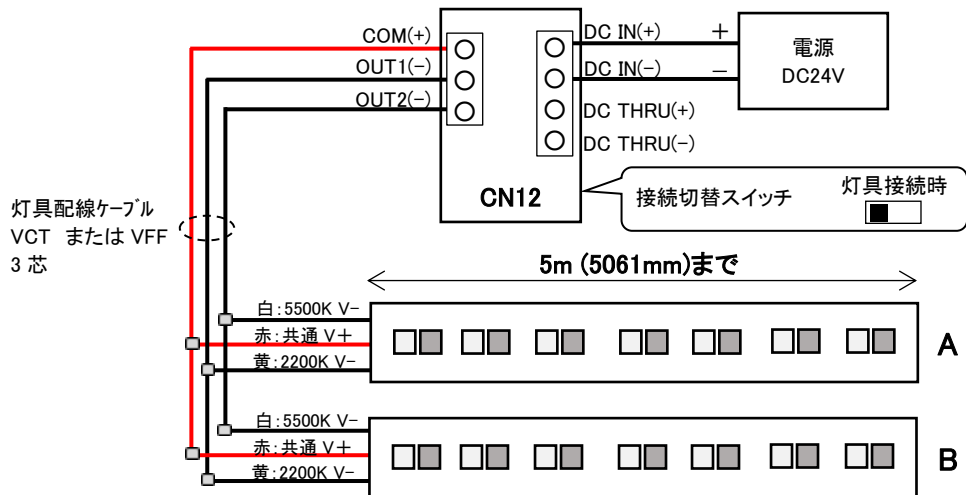 COM(+)
OUT1(-)
OUT2(-)
DC IN(+)
DC IN(-)
DC THRU(+)
DC THRU(-)
CN12
+
−
電源
DC24V
接続切替スイッチ
灯具接続時
灯具配線ケーブル
VCT または VFF
3 芯
5m (5061mm)まで
白:5500K V-
赤:共通 V+
黄:2200K V-
A
白:5500K V-
赤:共通 V+
黄:2200K V-
B